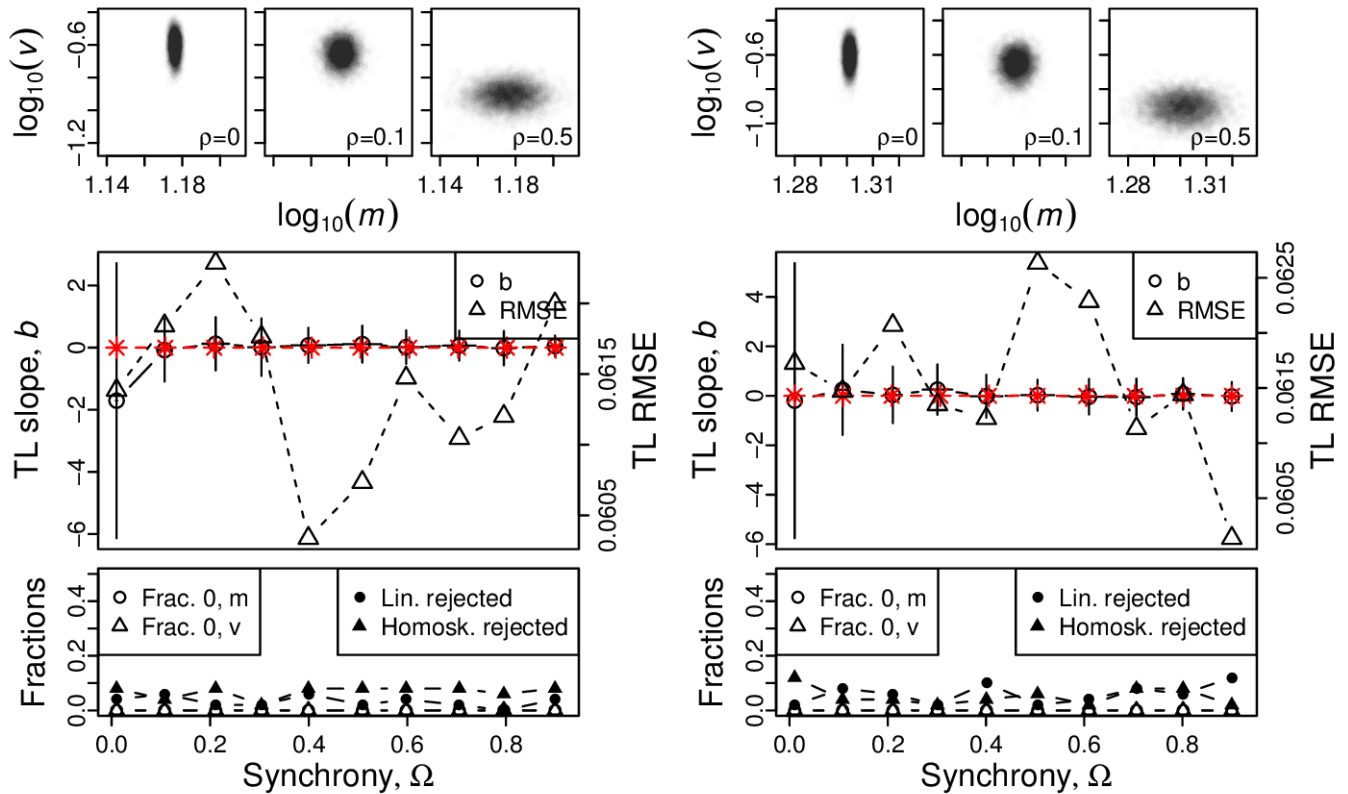 log10(v)
−0.6
−1.2
ρ=0
ρ=0.1
ρ=0.5
1.14
1.18
1.14
1.18
log10(m)
log10(v)
−0.6
−1.0
ρ=0
ρ=0.1
ρ=0.5
1.28
1.31
1.28
1.31
log10(m)
TL slope, b
2
0
−2
−4
−6
b
RMSE
0.0615
0.0605
TL RMSE
TL slope, b
4
2
0
−2
−4
−6
b
RMSE
0.0625
0.0615
0.0605
TL RMSE
Fractions
0.4
0.2
0.0
Frac. 0, m
Frac. 0, v
Lin. rejected
Homosk. rejected
0.0 0.2 0.4 0.6 0.8
Synchrony, Ω
Fractions
0.4
0.2
0.0
Frac. 0, m
Frac. 0, v
Lin. rejected
Homosk. rejected
0.0 0.2 0.4 0.6 0.8
Synchrony, Ω